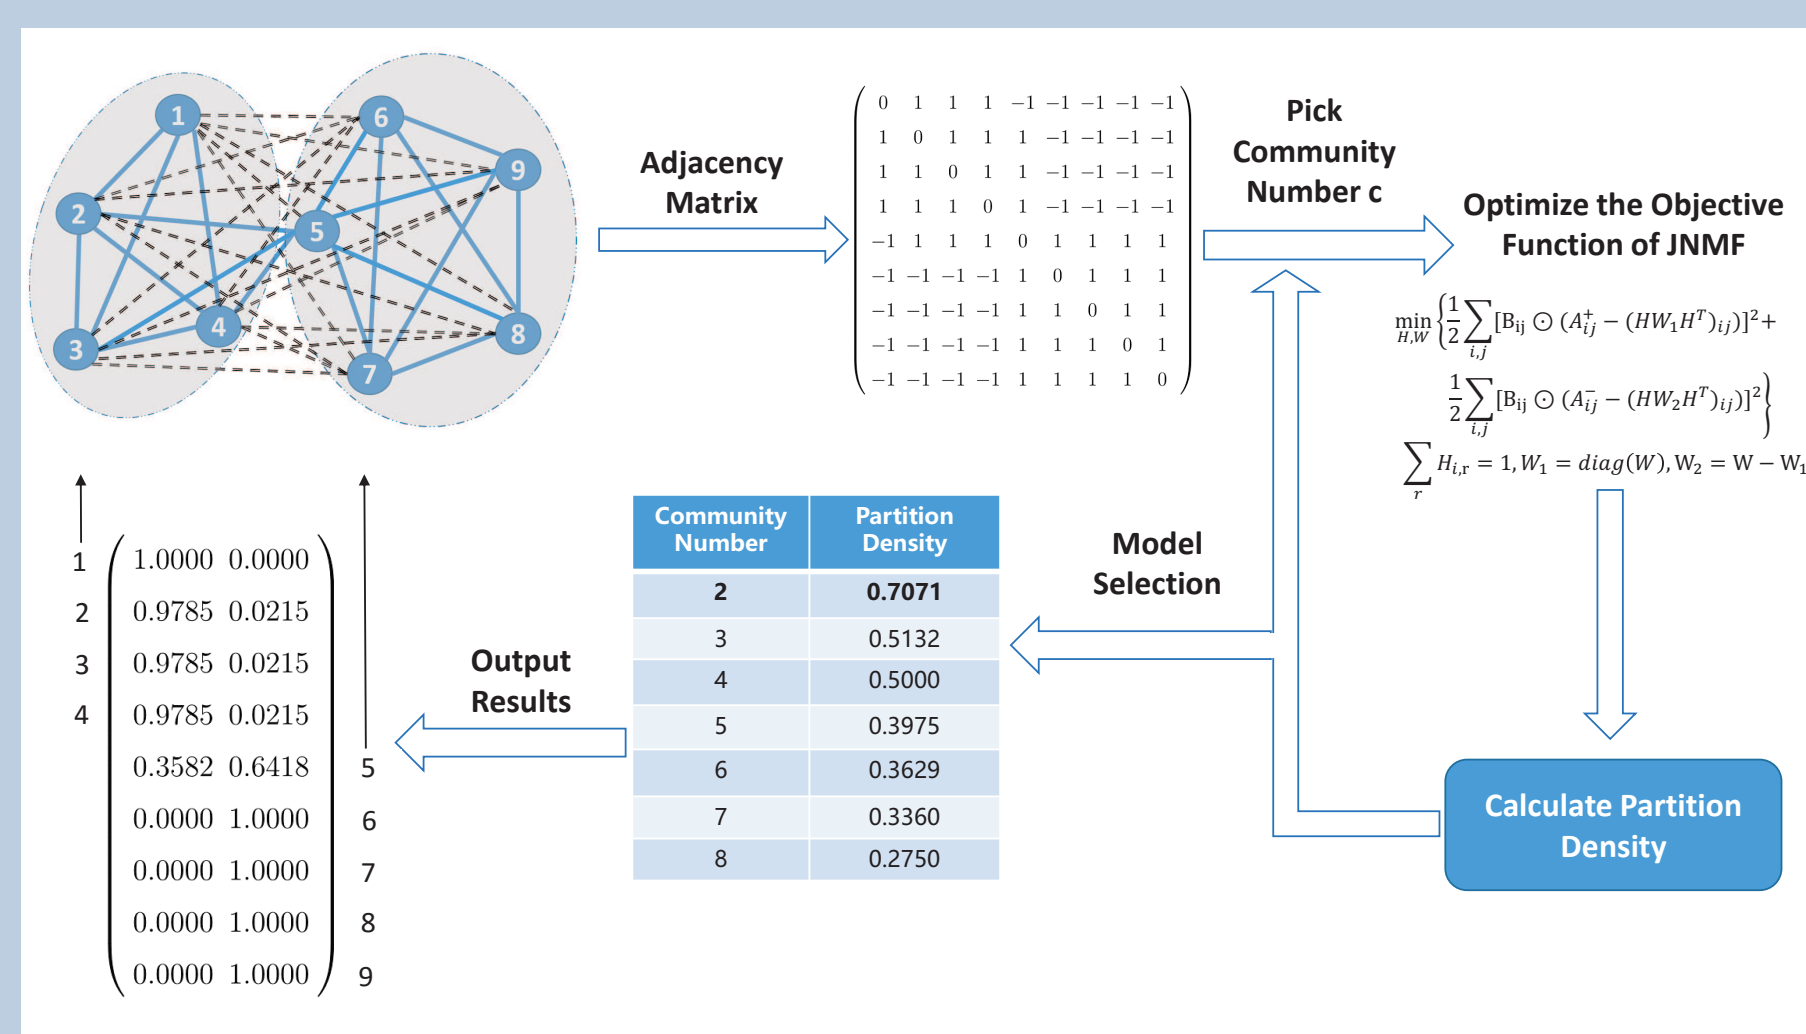 1
6
9
2
5
4
8
3
7
Adjacency
Matrix
0 1 1 1 −1 −1 −1 −1 −1
1 0 1 1 1 −1 −1 −1 −1
1 1 0 1 1 −1 −1 −1 −1
1 1 1 0 1 −1 −1 −1 −1
−1 1 1 1 0 1 1 1 1
−1 −1 −1 −1 1 0 1 1 1
−1 −1 −1 −1 1 1 0 1 1
−1 −1 −1 −1 1 1 1 0 1
−1 −1 −1 −1 1 1 1 1 0
Pick
Community
Number c
Optimize the Objective
Function of JNMF
min_{H,W} {1/2 ∑_{i,j} [B_{ij} ⊙ (A_{ij}^+ − (HW_1H^T)_{ij})]^2+
1/2 ∑_{i,j} [B_{ij} ⊙ (A_{ij}^− − (HW_2H^T)_{ij})]^2}
∑_r H_{i,r} = 1, W_1 = diag(W), W_2 = W − W_1
Calculate Partition
Density
Model
Selection
Community Number Partition Density
2 0.7071
3 0.5132
4 0.5000
5 0.3975
6 0.3629
7 0.3360
8 0.2750
Output
Results
1 1.0000 0.0000
2 0.9785 0.0215
3 0.9785 0.0215
4 0.9785 0.0215
0.3582 0.6418 5
0.0000 1.0000 6
0.0000 1.0000 7
0.0000 1.0000 8
0.0000 1.0000 9